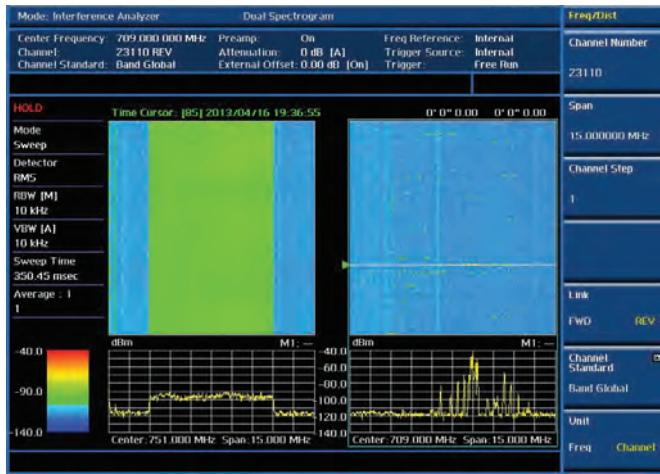 Mode: Interference Analyzer Dual Spectrogram
Center Frequency: 709.000 000 MHz Preamp: On Freq Reference: Internal
Channel: 23110 REV Attenuation: 0 dB [A] Trigger Source: Internal
Channel Standard: Band Global External Offset: 0.00 dB [On] Trigger: Free Run
HOLD
Time Cursor: [85] 2013/04/16 19:36:55 0° 0" 0.00 0° 0" 0.00
Mode
Sweep
Detector
RMS
RBW [M]
10 kHz
VBW [A]
10 kHz
Sweep Time
350.45 msec
Average : 1
1
dBm M1: --- dBm M1: ---
-40.0
-90.0
-140.0
-40.0
-60.0
-80.0
-100.0
-120.0
-140.0
Center:751.000 MHz Span:15.000 MHz
Center:709.000 MHz Span:15.000 MHz
Freq/Dist
Channel Number
23110
Span
15.000000 MHz
Channel Step
1
Link
FWD REV
Channel
Standard
Band Global
Unit
Freq Channel